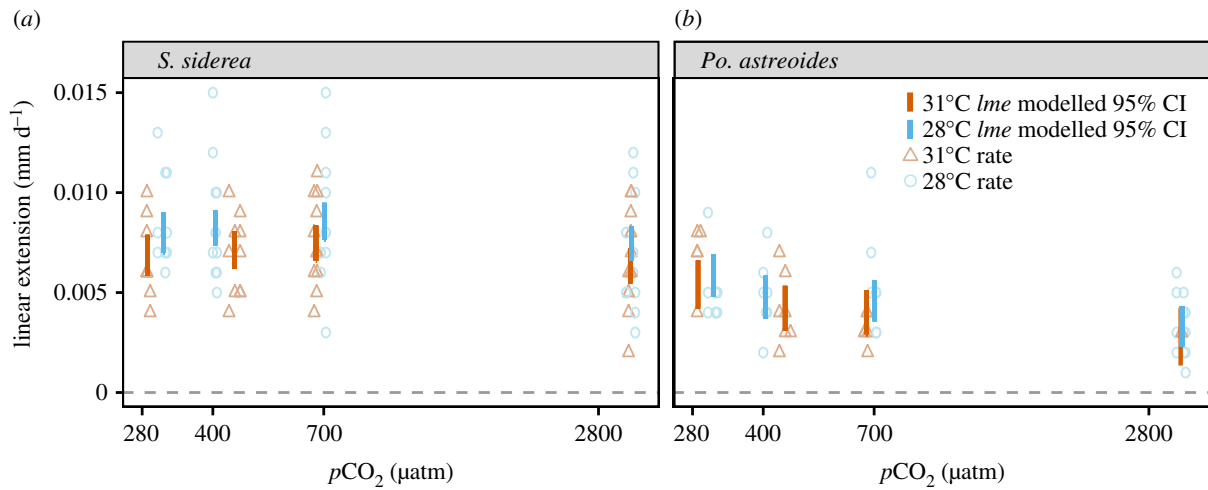 (a)
(b)
S. siderea
Po. astreoides
0.015
0.010
0.005
0
linear extension (mm d⁻¹)
31°C lme modelled 95% CI
28°C lme modelled 95% CI
31°C rate
28°C rate
280 400 700 2800
280 400 700 2800
pCO₂ (µatm)
pCO₂ (µatm)